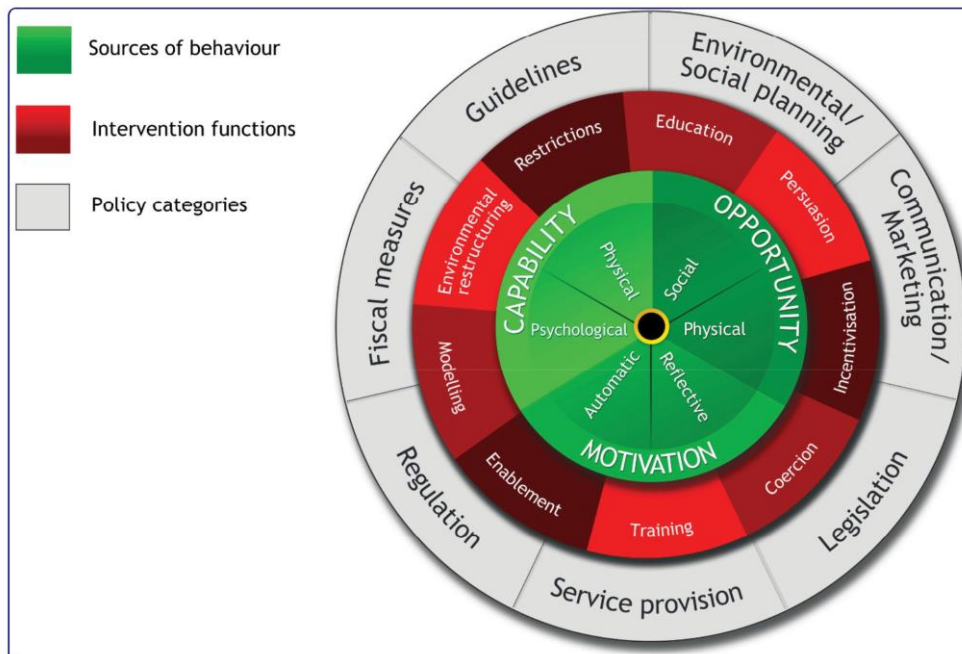 Sources of behaviour
Intervention functions
Policy categories
Guidelines
Environmental/
Social planning
Communication/
Marketing
Legislation
Service provision
Regulation
Fiscal measures
Restrictions
Education
Persuasion
Incentivisation
Coercion
Training
Enablement
Modelling
Environmental
restructuring
CAPABILITY
OPPORTUNITY
MOTIVATION
Physical
Social
Psychological
Physical
Automatic
Reflective